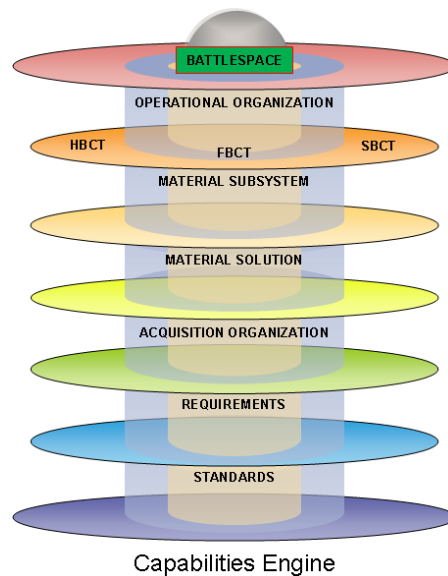 BATTLESPACE
OPERATIONAL ORGANIZATION
HBCT FBCT SBCT
MATERIAL SUBSYSTEM
MATERIAL SOLUTION
ACQUISITION ORGANIZATION
REQUIREMENTS
STANDARDS
Capabilities Engine